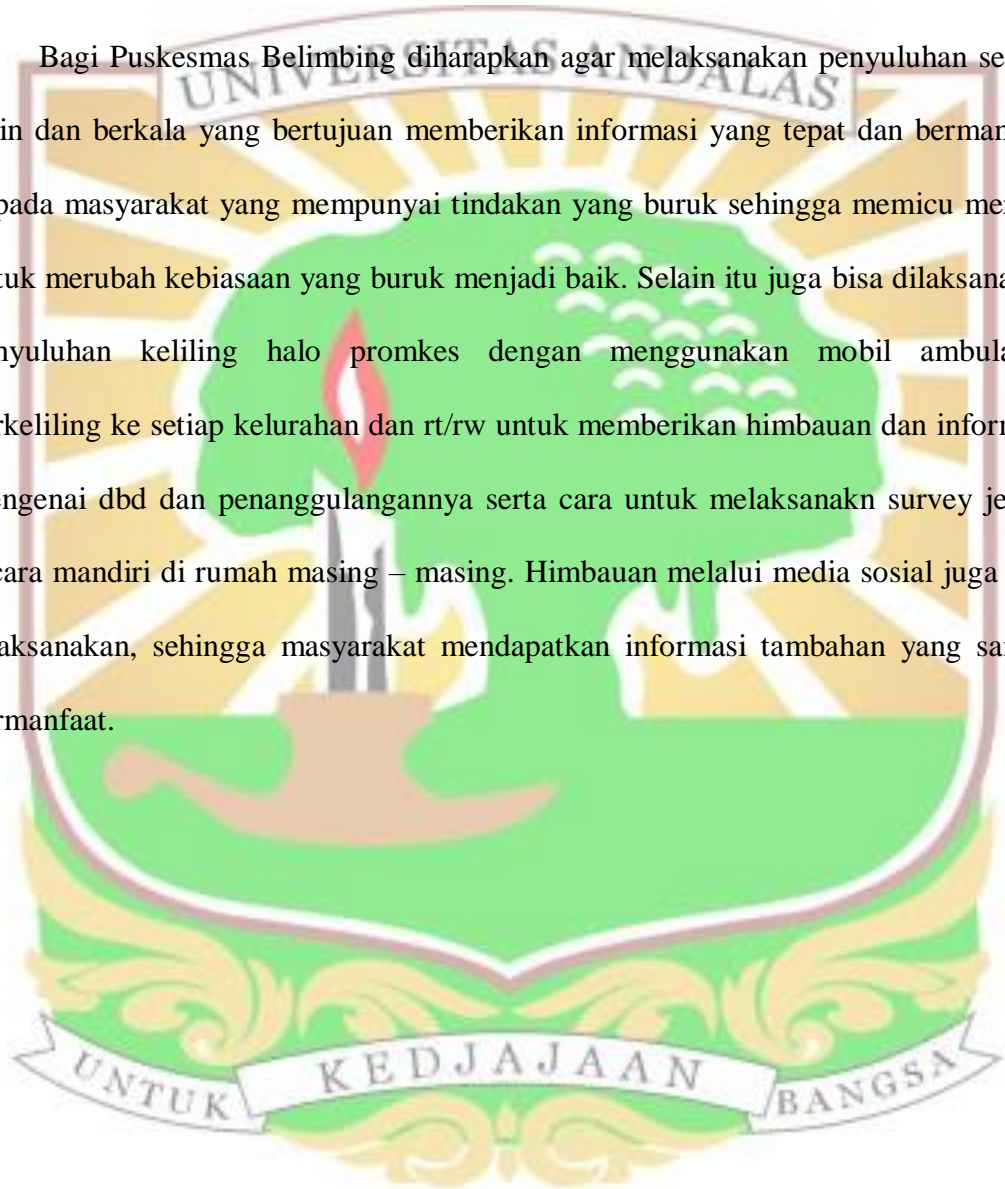 Bagi Puskesmas Belimbing diharapkan agar melaksanakan penyuluhan se
UNIVERSITAS ANDALAS
in dan berkala yang bertujuan memberikan informasi yang tepat dan berman
pada masyarakat yang mempunyai tindakan yang buruk sehingga memicu mer
tuk merubah kebiasaan yang buruk menjadi baik. Selain itu juga bisa dilaksana
nyuluhan keliling halo promkes dengan menggunakan mobil ambula
rkeliling ke setiap kelurahan dan rt/rw untuk memberikan himbauan dan inform
engenai dbd dan penanggulangannya serta cara untuk melaksanakn survey je
cara mandiri di rumah masing – masing. Himbauan melalui media sosial juga
laksanakan, sehingga masyarakat mendapatkan informasi tambahan yang sa
rmanfaat.
UNTUK KEDJAJAAN BANGSA